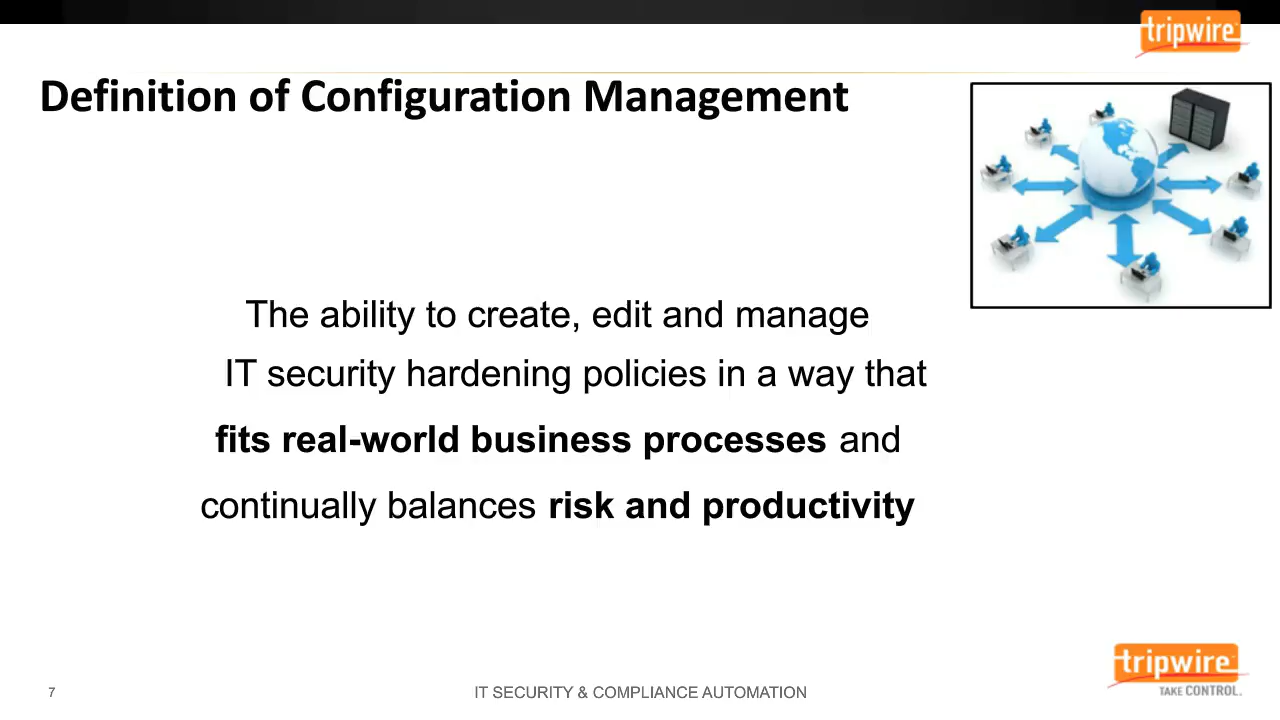 tripwire
Definition of Configuration Management
The ability to create, edit and manage
IT security hardening policies in a way that
fits real-world business processes and
continually balances risk and productivity
7
IT SECURITY & COMPLIANCE AUTOMATION
tripwire
TAKE CONTROL.